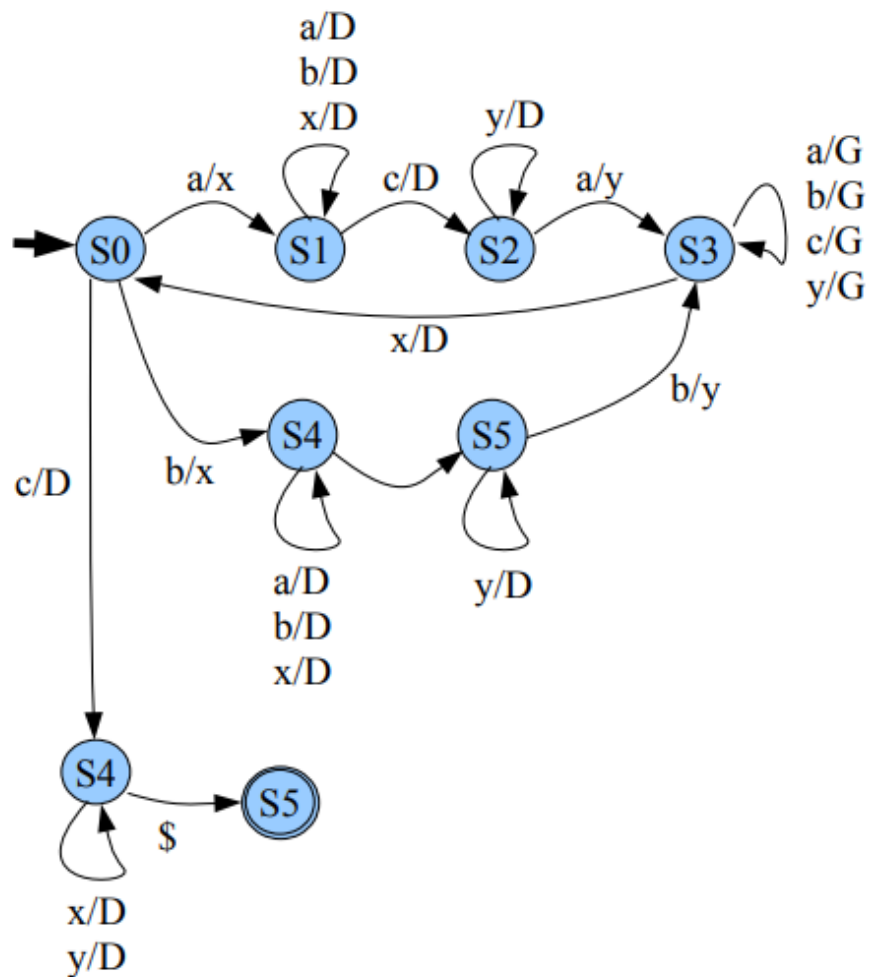 a/D
b/D
x/D
y/D
a/x
c/D
a/y
a/G
b/G
c/G
y/G
S0
S1
S2
S3
x/D
b/y
S4
S5
b/x
c/D
a/D
b/D
x/D
y/D
S4
S5
$
x/D
y/D